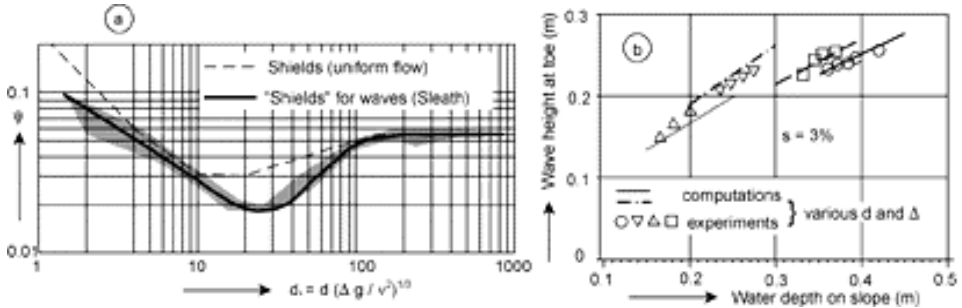 a
Shields (uniform flow)
"Shields" for waves (Sleath)
0.1
ψ
0.01
1 10 100 1000
d* = d (Δ g / ν²)1/3
b
Wave height at toe (m)
0.3
0.2
0.1
0
s = 3%
computations
experiments
various d and Δ
0.1 0.2 0.3 0.4 0.5
Water depth on slope (m)